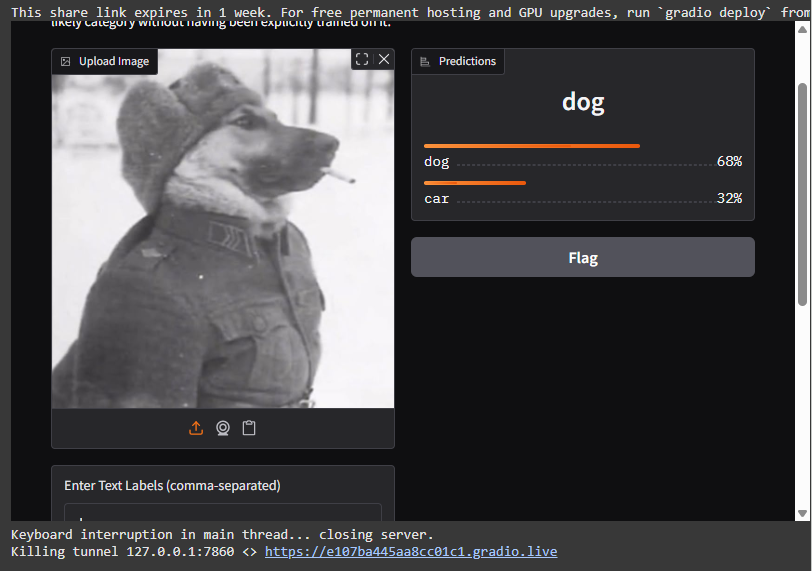 This share link expires in 1 week. For free permanent hosting and GPU upgrades, run `gradio deploy` from
likely category without having been explicitly trained on it.
Upload Image
Predictions
dog
dog 68%
car 32%
Flag
Enter Text Labels (comma-separated)
Keyboard interruption in main thread... closing server.
Killing tunnel 127.0.0.1:7860 <> https://e107ba445aa8cc01c1.gradio.live